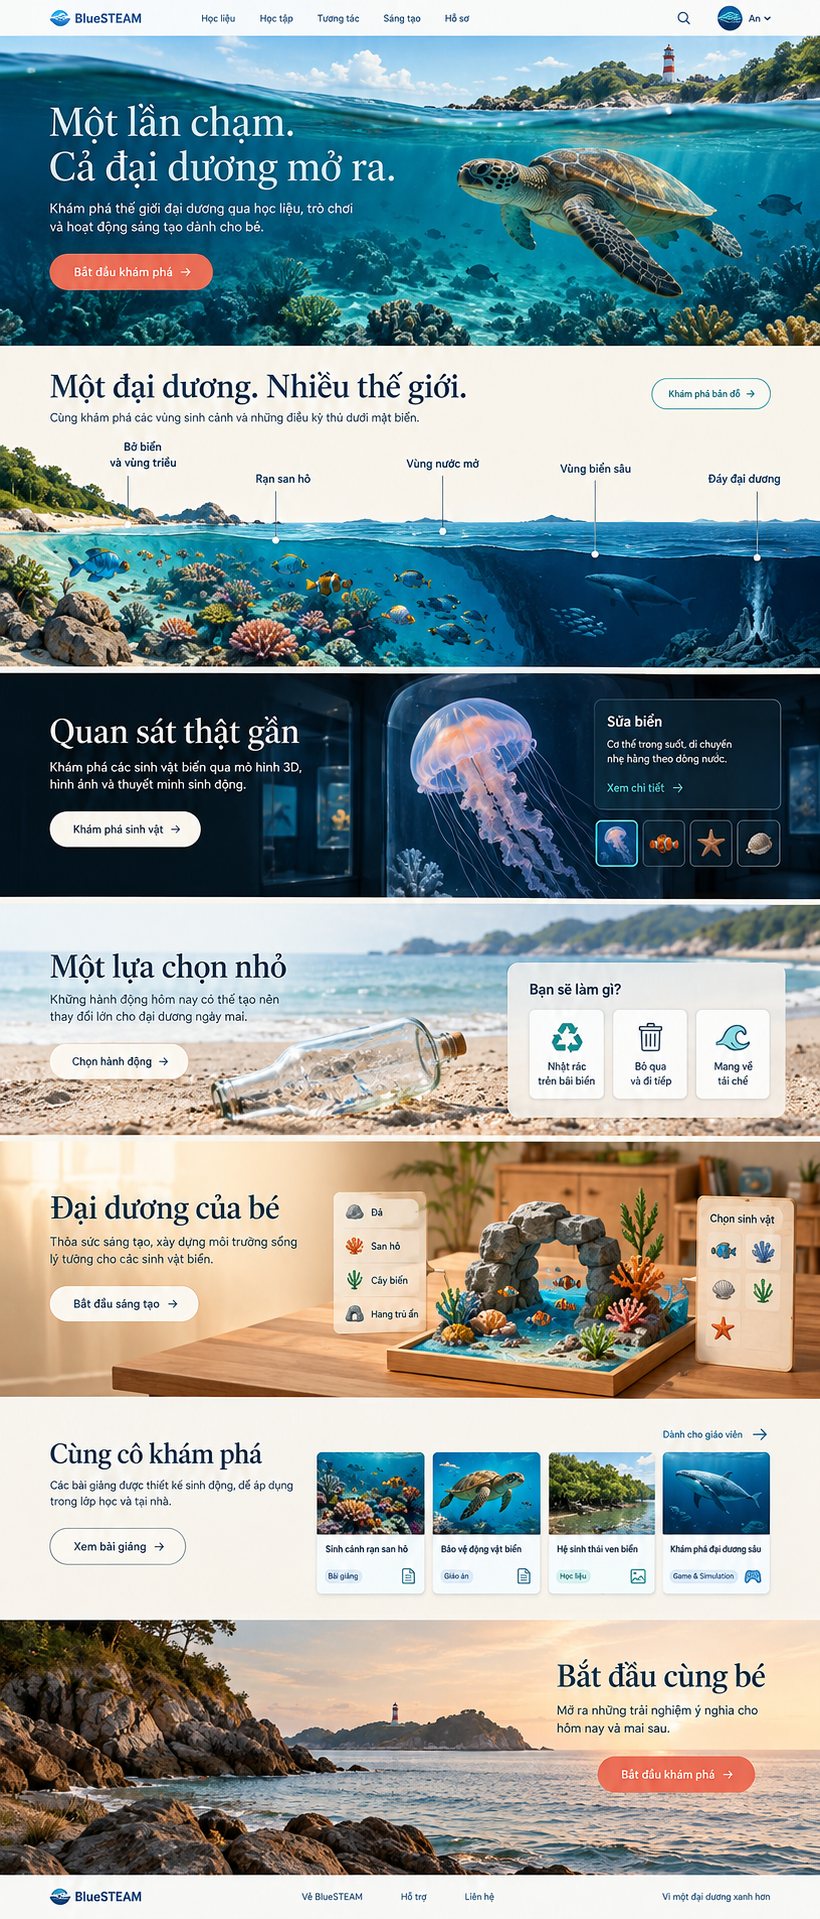 BlueSTEAM
Học liệu
Học tập
Tương tác
Sáng tạo
Hồ sơ
An
Một lần chạm.
Cả đại dương mở ra.
Khám phá thế giới đại dương qua học liệu, trò chơi
và hoạt động sáng tạo dành cho bé.
Bắt đầu khám phá
Một đại dương. Nhiều thế giới.
Cùng khám phá các vùng sinh cảnh và những điều kỳ thú dưới mặt biển.
Khám phá bản đồ
Bờ biển
và vùng triều
Rạn san hô
Vùng nước mở
Vùng biển sâu
Đáy đại dương
Quan sát thật gần
Khám phá các sinh vật biển qua mô hình 3D,
hình ảnh và thuyết minh sinh động.
Khám phá sinh vật
Sứa biển
Cơ thể trong suốt, di chuyển
nhẹ hàng theo dòng nước.
Xem chi tiết
Một lựa chọn nhỏ
Những hành động hôm nay có thể tạo nên
thay đổi lớn cho đại dương ngày mai.
Chọn hành động
Bạn sẽ làm gì?
Nhặt rác
trên bãi biển
Bỏ qua
và đi tiếp
Mang về
tái chế
Đại dương của bé
Thỏa sức sáng tạo, xây dựng môi trường sống
lý tưởng cho các sinh vật biển.
Bắt đầu sáng tạo
Đá
San hô
Cây biển
Hang trú ẩn
Chọn sinh vật
Cùng cô khám phá
Các bài giảng được thiết kế sinh động, dễ áp dụng
trong lớp học và tại nhà.
Xem bài giảng
Dành cho giáo viên
Sinh cảnh rạn san hô
Bài giảng
Bảo vệ động vật biển
Giáo án
Hệ sinh thái ven biển
Học liệu
Khám phá đại dương sâu
Game & Simulation
Bắt đầu cùng bé
Mở ra những trải nghiệm ý nghĩa cho
hôm nay và mai sau.
Bắt đầu khám phá
BlueSTEAM
Về BlueSTEAM
Hỗ trợ
Liên hệ
Vì một đại dương xanh hơn